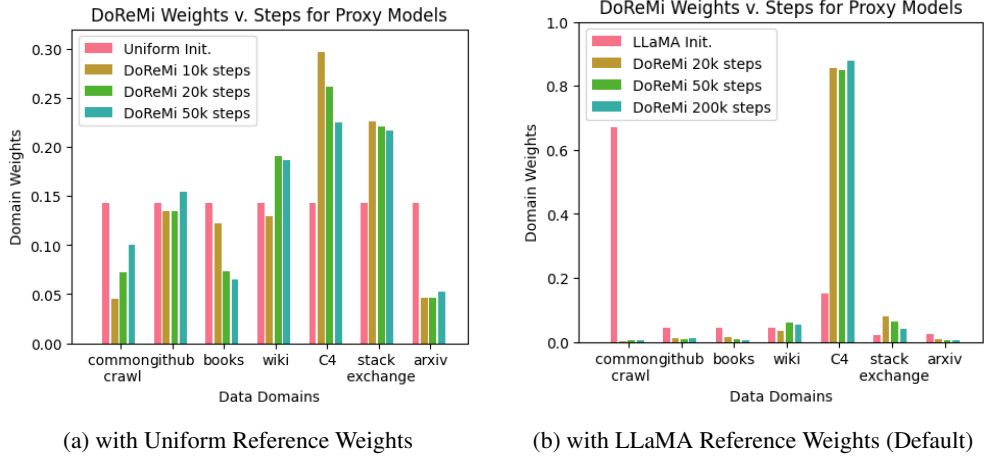 DoReMi Weights v. Steps for Proxy Models
Uniform Init.
DoReMi 10k steps
DoReMi 20k steps
DoReMi 50k steps
Domain Weights
0.30
0.25
0.20
0.15
0.10
0.05
0.00
common crawl
github
books
wiki
C4
stack exchange
arxiv
Data Domains
(a) with Uniform Reference Weights
DoReMi Weights v. Steps for Proxy Models
LLaMA Init.
DoReMi 20k steps
DoReMi 50k steps
DoReMi 200k steps
Domain Weights
1.0
0.8
0.6
0.4
0.2
0.0
common crawl
github
books
wiki
C4
stack exchange
arxiv
Data Domains
(b) with LLaMA Reference Weights (Default)